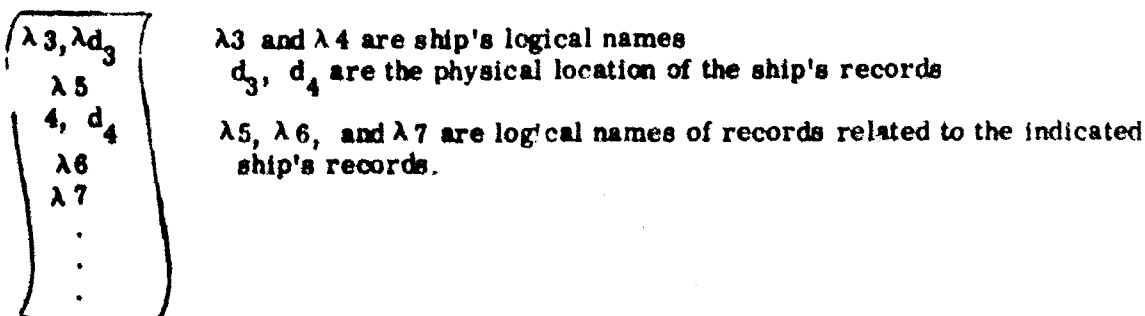 λ3, λd₃
λ5
4, d₄
λ6
λ7
.
.
.
λ3 and λ4 are ship's logical names
d₃, d₄ are the physical location of the ship's records
λ5, λ6, and λ7 are logical names of records related to the indicated
ship's records.